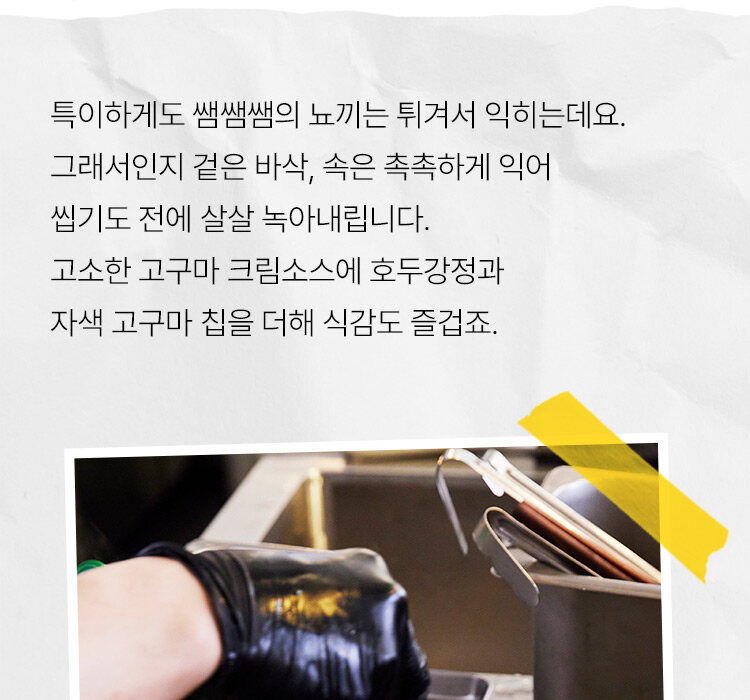 특이하게도 쌤쌤쌤의 뇨끼는 튀겨서 익히는데요.
그래서인지 겉은 바삭, 속은 촉촉하게 익어
씹기도 전에 살살 녹아내립니다.
고소한 고구마 크림소스에 호두강정과
자색 고구마 칩을 더해 식감도 즐겁죠.